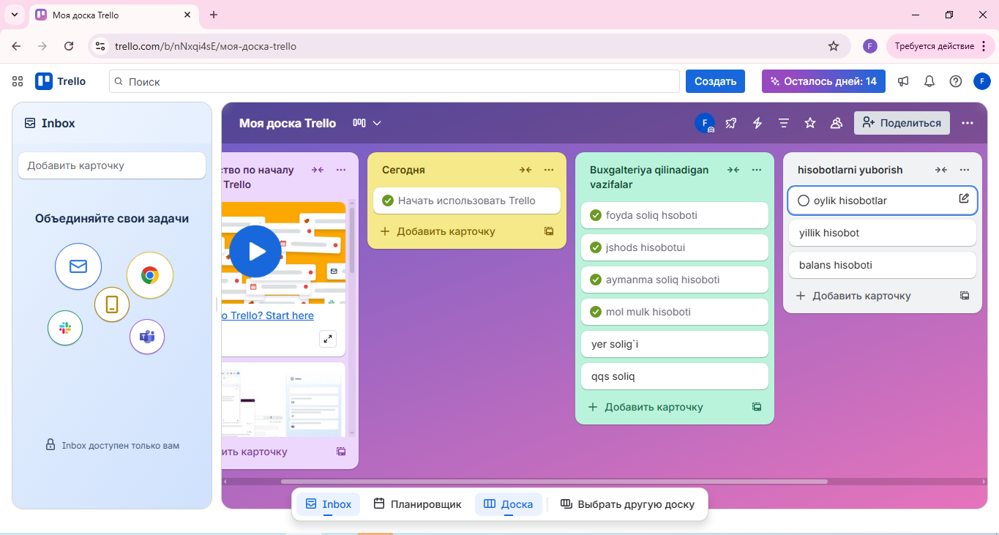 Моя доска Trello
trello.com/b/nNxqi4sE/моя-доска-trello
F
Требуется действие
Trello
Поиск
Создать
Осталось дней: 14
F
Inbox
Добавить карточку
Объединяйте свои задачи
Inbox доступен только вам
Моя доска Trello
F
Поделиться
ство по началу
Trello
o Trello? Start here
ить карточку
Сегодня
Начать использовать Trello
Добавить карточку
Buxgalteriya qilinadigan
vazifalar
foyda soliq hsoboti
jshods hisobotui
aymanma soliq hisoboti
mol mulk hisoboti
yer solig`i
qqs soliq
Добавить карточку
hisobotlarni yuborish
oylik hisobotlar
yillik hisobot
balans hisoboti
Добавить карточку
Inbox
Планировщик
Доска
Выбрать другую доску